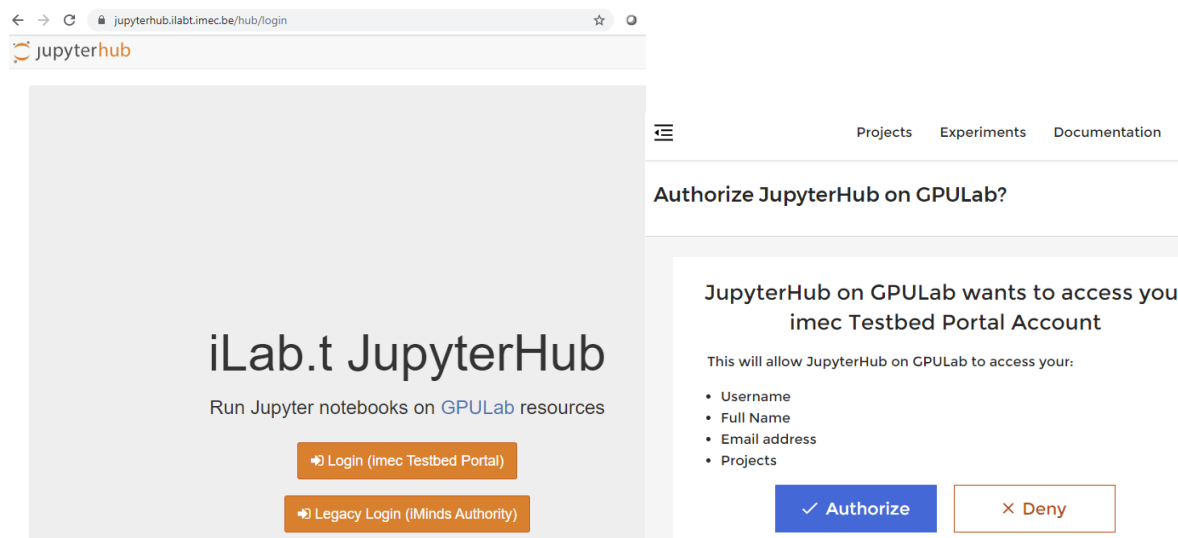 jupyterhub.ilabt.imec.be/hub/login
jupyterhub
iLab.t JupyterHub
Run Jupyter notebooks on GPULab resources
Login (imec Testbed Portal)
Legacy Login (iMinds Authority)
Projects Experiments Documentation
Authorize JupyterHub on GPULab?
JupyterHub on GPULab wants to access you
imec Testbed Portal Account
This will allow JupyterHub on GPULab to access your:
• Username
• Full Name
• Email address
• Projects
Authorize Deny